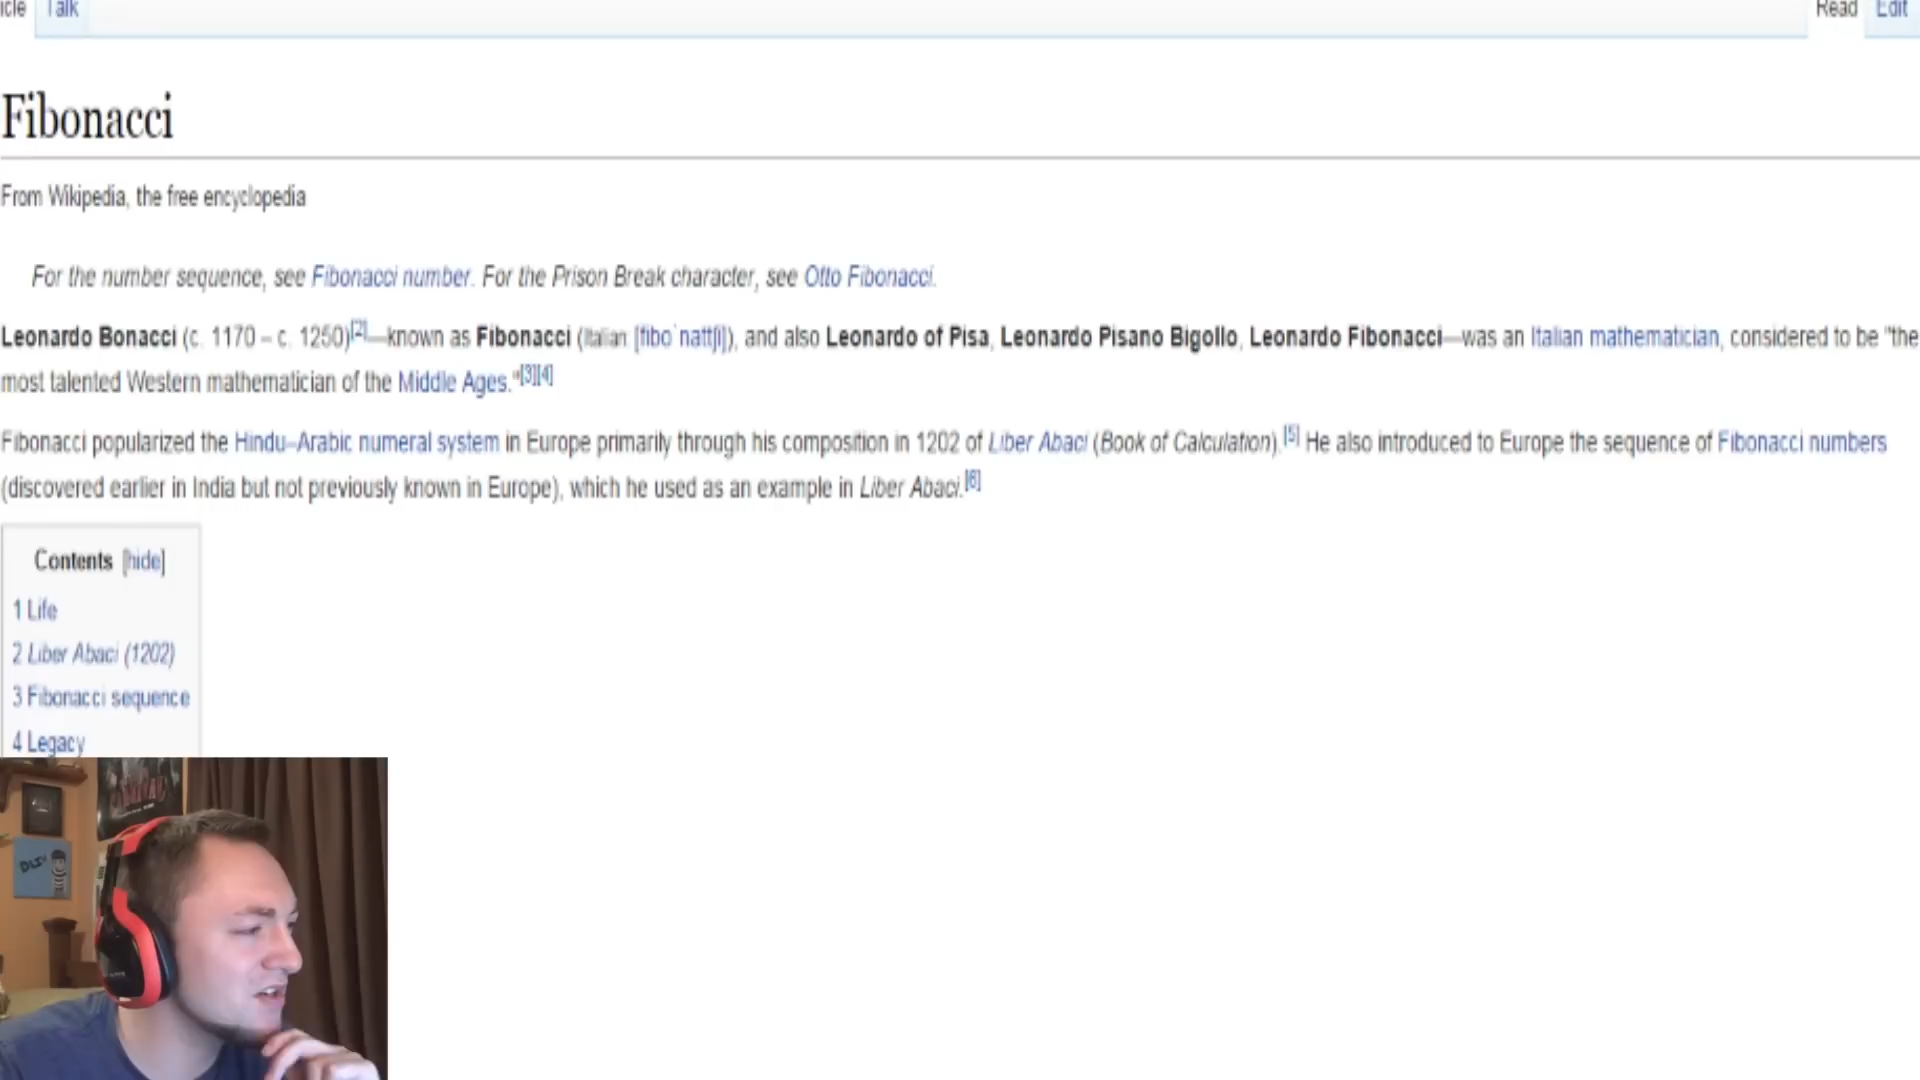 icle Talk Read Edit
Fibonacci
From Wikipedia, the free encyclopedia
For the number sequence, see Fibonacci number. For the Prison Break character, see Otto Fibonacci.
Leonardo Bonacci (c. 1170 – c. 1250)[2]—known as Fibonacci (Italian [fiboˈnattʃi]), and also Leonardo of Pisa, Leonardo Pisano Bigollo, Leonardo Fibonacci—was an Italian mathematician, considered to be "the
most talented Western mathematician of the Middle Ages."[3][4]
Fibonacci popularized the Hindu–Arabic numeral system in Europe primarily through his composition in 1202 of Liber Abaci (Book of Calculation).[5] He also introduced to Europe the sequence of Fibonacci numbers
(discovered earlier in India but not previously known in Europe), which he used as an example in Liber Abaci.[6]
Contents [hide]
1 Life
2 Liber Abaci (1202)
3 Fibonacci sequence
4 Legacy